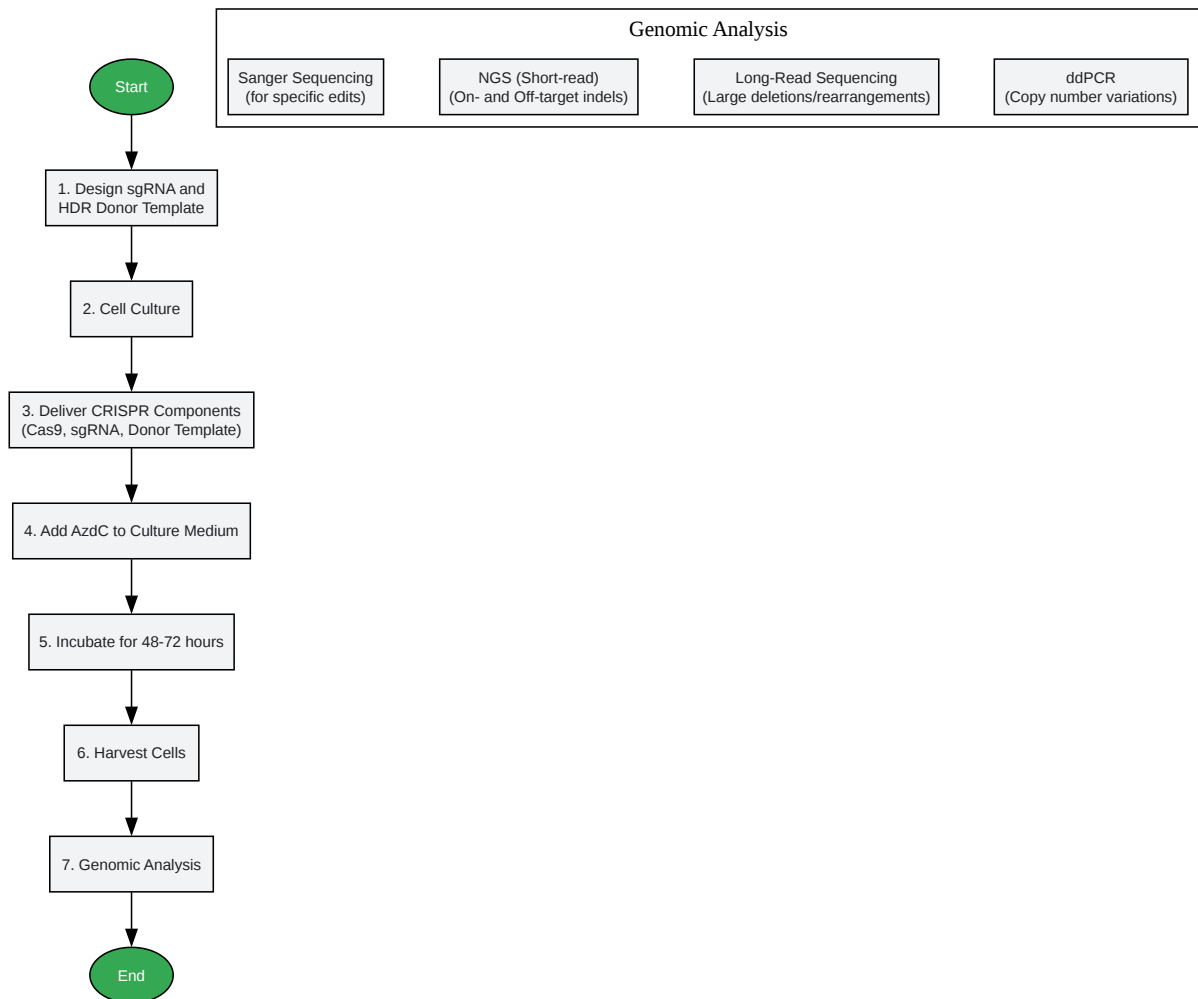 Genomic Analysis
Sanger Sequencing
(for specific edits)
NGS (Short-read)
(On- and Off-target indels)
Long-Read Sequencing
(Large deletions/rearrangements)
ddPCR
(Copy number variations)
Start
1. Design sgRNA and
HDR Donor Template
2. Cell Culture
3. Deliver CRISPR Components
(Cas9, sgRNA, Donor Template)
4. Add AzdC to Culture Medium
5. Incubate for 48-72 hours
6. Harvest Cells
7. Genomic Analysis
End